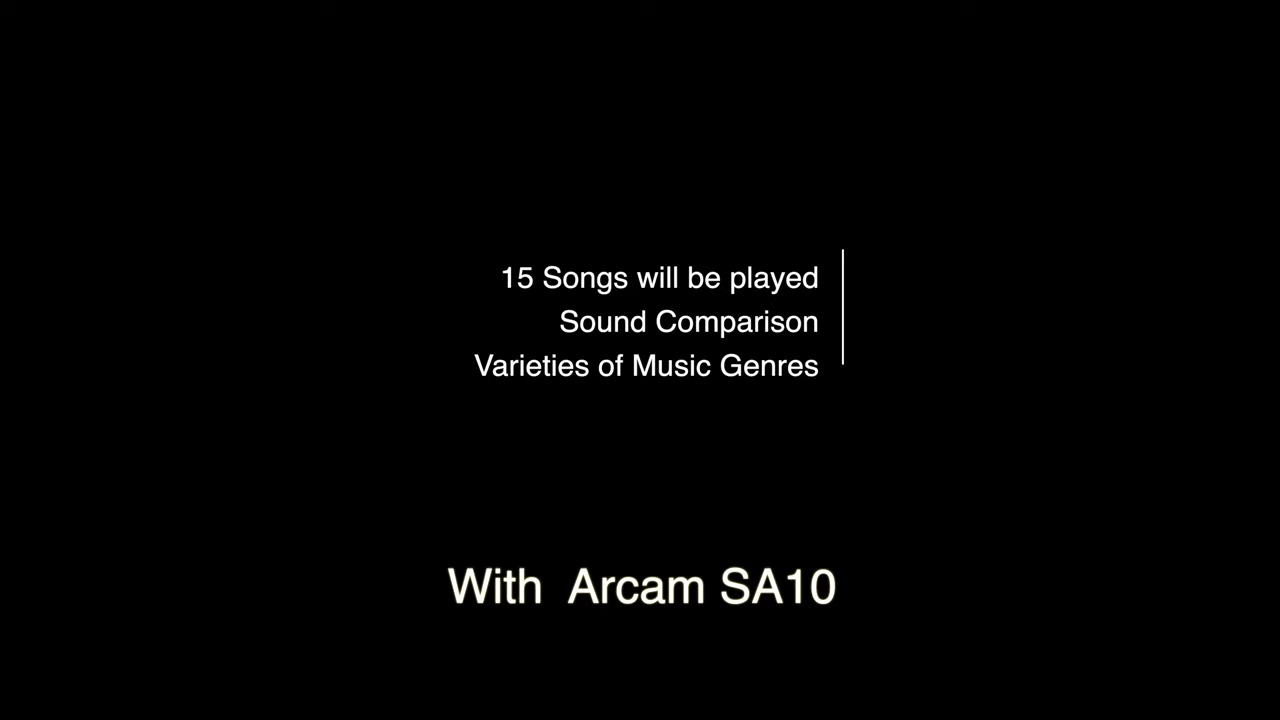 15 Songs will be played
Sound Comparison
Varieties of Music Genres
With  Arcam SA10